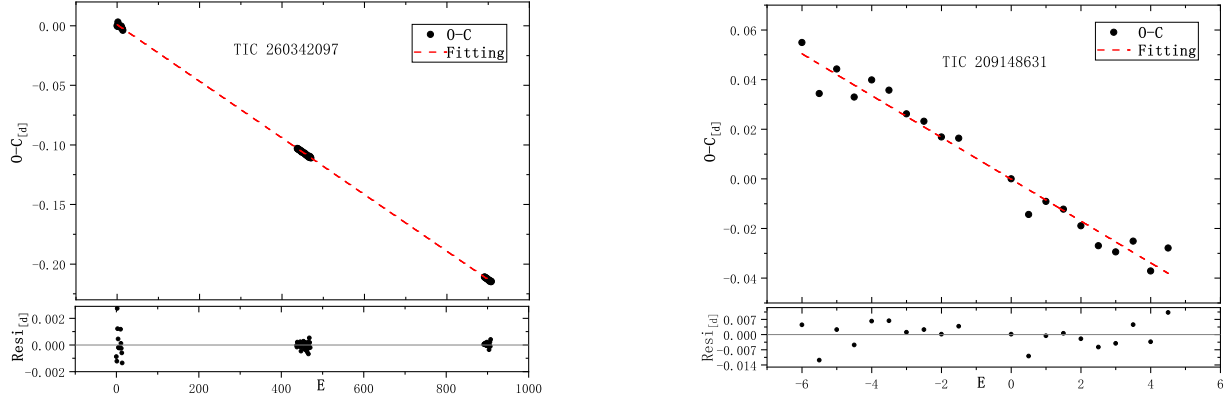 0.00
-0.05
-0.10
-0.15
-0.20
O-C[d]
TIC 260342097
O-C
Fitting
0.002
0.000
-0.002
Resi[d]
0
200
400
600
800
1000
E
0.06
0.04
0.02
0.00
-0.02
-0.04
O-C[d]
TIC 209148631
O-C
Fitting
0.007
0.000
-0.007
-0.014
Resi[d]
-6
-4
-2
0
2
4
6
E